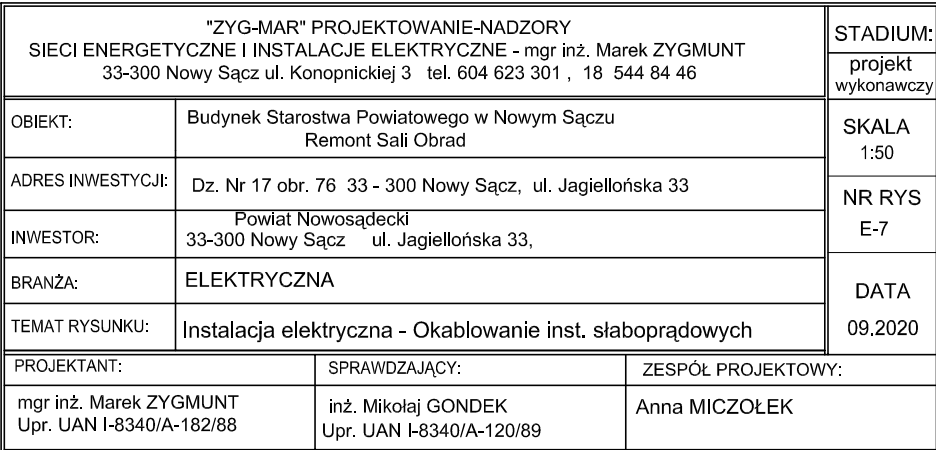 "ZYG-MAR" PROJEKTOWANIE-NADZORY
SIECI ENERGETYCZNE I INSTALACJE ELEKTRYCZNE - mgr inż. Marek ZYGMUNT
33-300 Nowy Sącz ul. Konopnickiej 3 tel. 604 623 301 , 18 544 84 46
STADIUM:
projekt
wykonawczy
OBIEKT:
Budynek Starostwa Powiatowego w Nowym Sączu
Remont Sali Obrad
SKALA
1:50
ADRES INWESTYCJI:
Dz. Nr 17 obr. 76 33 - 300 Nowy Sącz, ul. Jagiellońska 33
NR RYS
E-7
INWESTOR:
Powiat Nowosądecki
33-300 Nowy Sącz ul. Jagiellońska 33,
BRANŻA:
ELEKTRYCZNA
DATA
09.2020
TEMAT RYSUNKU:
Instalacja elektryczna - Okablowanie inst. słaboprądowych
PROJEKTANT:
mgr inż. Marek ZYGMUNT
Upr. UAN I-8340/A-182/88
SPRAWDZAJĄCY:
inż. Mikołaj GONDEK
Upr. UAN I-8340/A-120/89
ZESPÓŁ PROJEKTOWY:
Anna MICZOŁEK